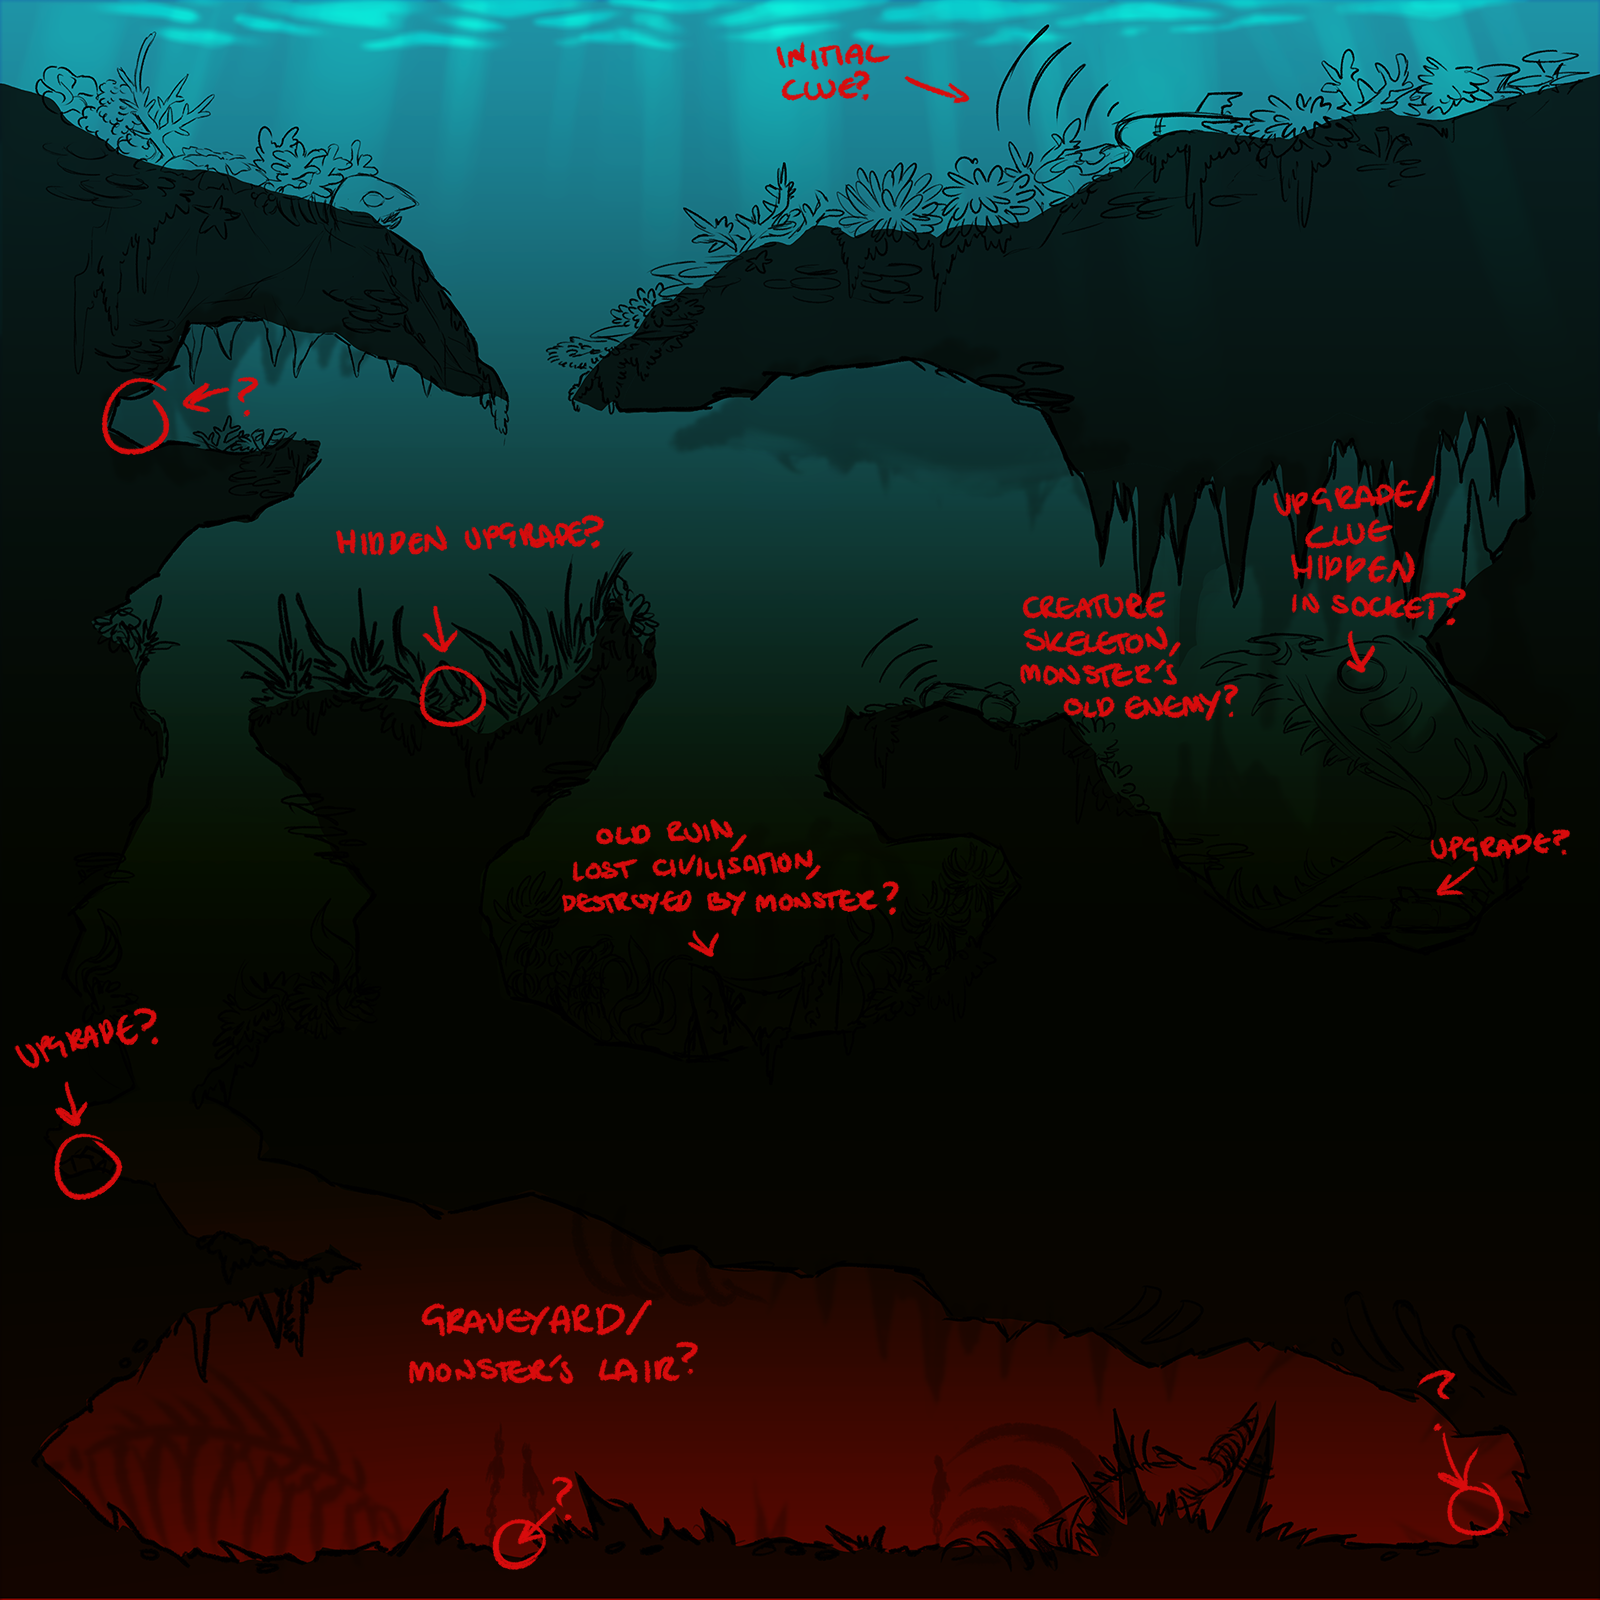 INITIAL
CLUE?
?
HIDDEN UPGRADE?
UPGRADE/
CLUE
HIDDEN
IN SOCKET?
CREATURE
SKELETON,
MONSTER'S
OLD ENEMY?
OLD RUIN,
LOST CIVILISATION,
DESTROYED BY MONSTER?
UPGRADE?
UPGRADE?
GRAVEYARD/
MONSTER'S LAIR?
?
?